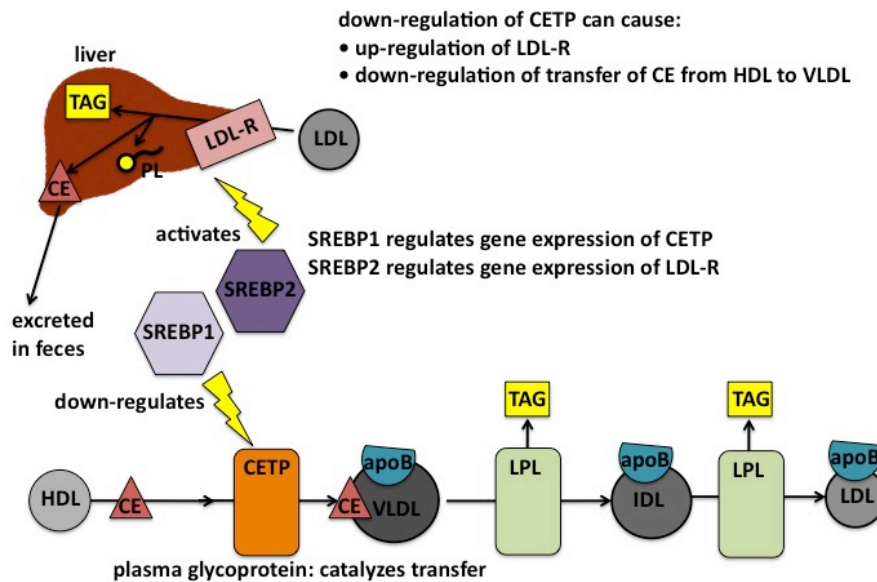 down-regulation of CETP can cause:
• up-regulation of LDL-R
• down-regulation of transfer of CE from HDL to VLDL
liver
TAG
LDL-R
LDL
PL
CE
activates
SREBP1 regulates gene expression of CETP
SREBP2 regulates gene expression of LDL-R
SREBP2
SREBP1
excreted
in feces
down-regulates
TAG
TAG
CETP
apoB
LPL
apoB
LPL
apoB
HDL
CE
CE
VLDL
IDL
LDL
plasma glycoprotein: catalyzes transfer